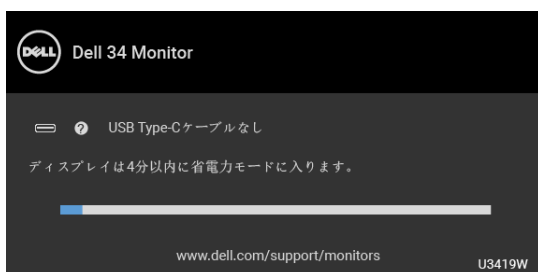 DELL Dell 34 Monitor
? USB Type-Cケーブルなし
ディスプレイは4分以内に省電力モードに入ります。
www.dell.com/support/monitors
U3419W